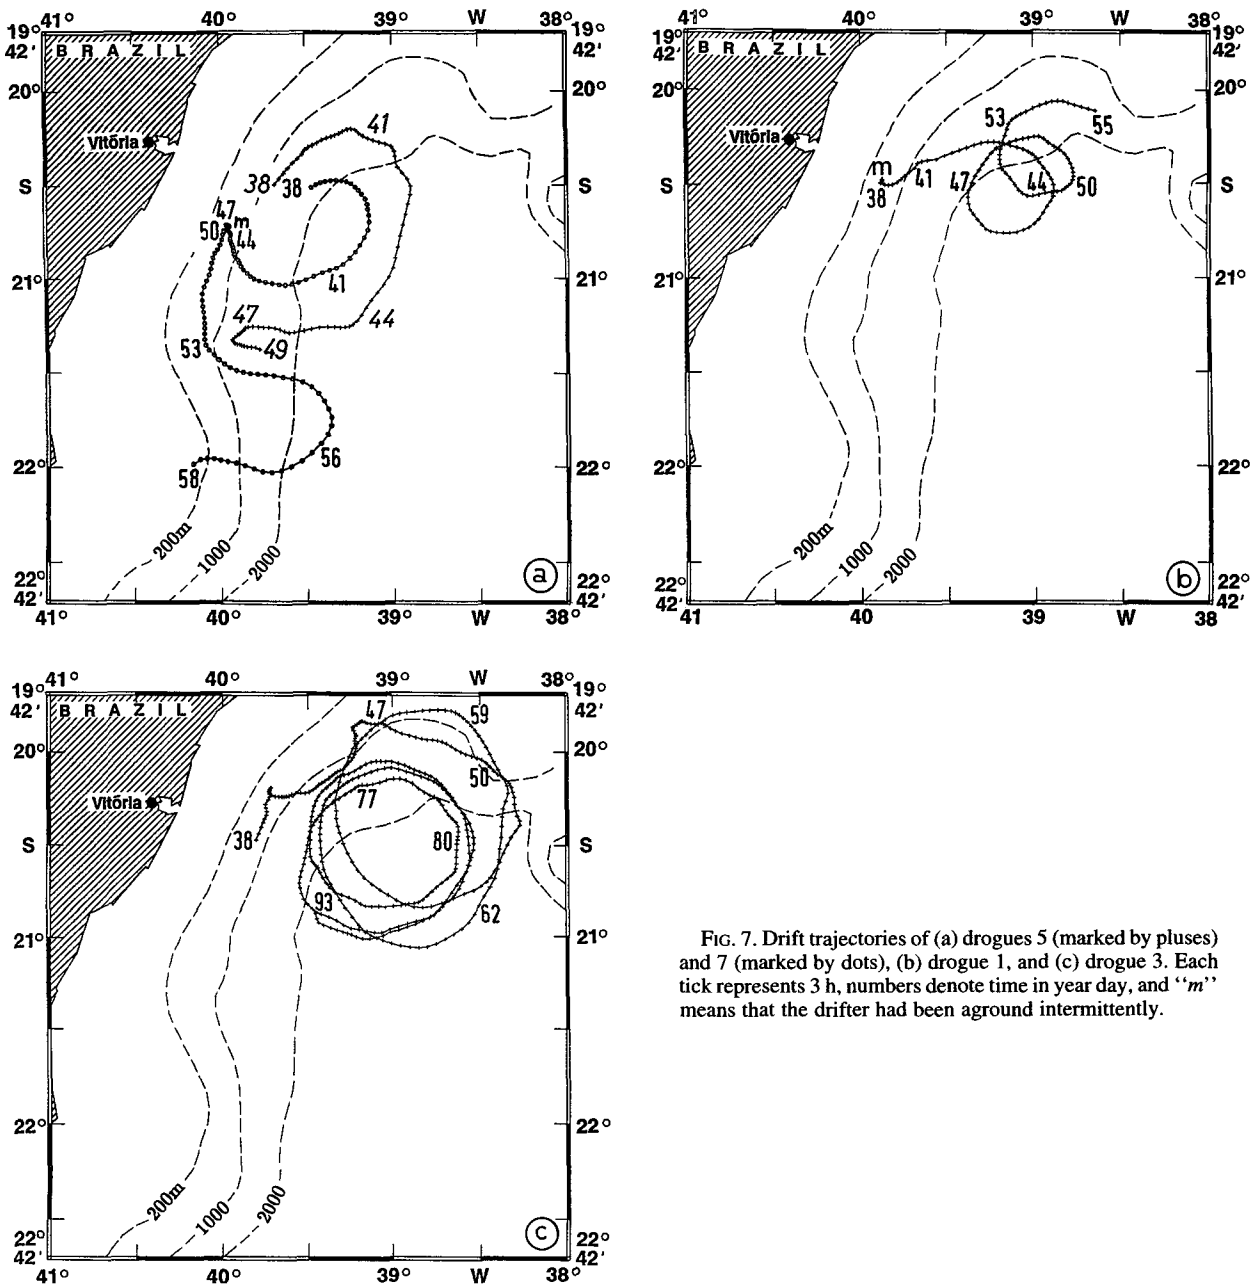 41° 40° 39° W 38°
19° 42' BRAZIL 19° 42'
41
20° 20°
Vitória
S 38 38 S
47 m
50 44
21° 41 21°
47 44
53 49
56
22° 58 22°
200m 1000 2000
22° 42' a 22° 42'
41° 40° 39° W 38°
41° 40° 39° W 38°
19° 42' BRAZIL 19° 42'
20° 53 55 20°
Vitória
m
S 38 41 47 44 50 S
21° 21°
22° 22°
200m 1000 2000
22° 42' b 22° 42'
41° 40° 39° W 38°
41° 40° 39° W 38°
19° 42' BRAZIL 47 59 19° 42'
20° 50 20°
Vitória 77
S 38 80 S
93 62
21° 21°
22° 22°
200m 1000 2000
22° 42' c 22° 42'
41° 40° 39° W 38°
FIG. 7. Drift trajectories of (a) drogues 5 (marked by pluses)
and 7 (marked by dots), (b) drogue 1, and (c) drogue 3. Each
tick represents 3 h, numbers denote time in year day, and “m”
means that the drifter had been aground intermittently.